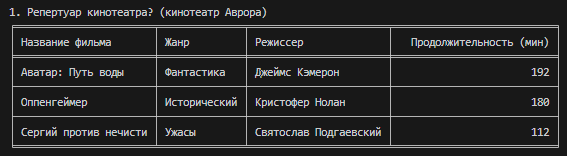 1. Репертуар кинотеатра? (кинотеатр Аврора)
Название фильма Жанр Режиссер Продолжительность (мин)
Аватар: Путь воды Фантастика Джеймс Кэмерон 192
Оппенгеймер Исторический Кристофер Нолан 180
Сергий против нечисти Ужасы Святослав Подгаевский 112